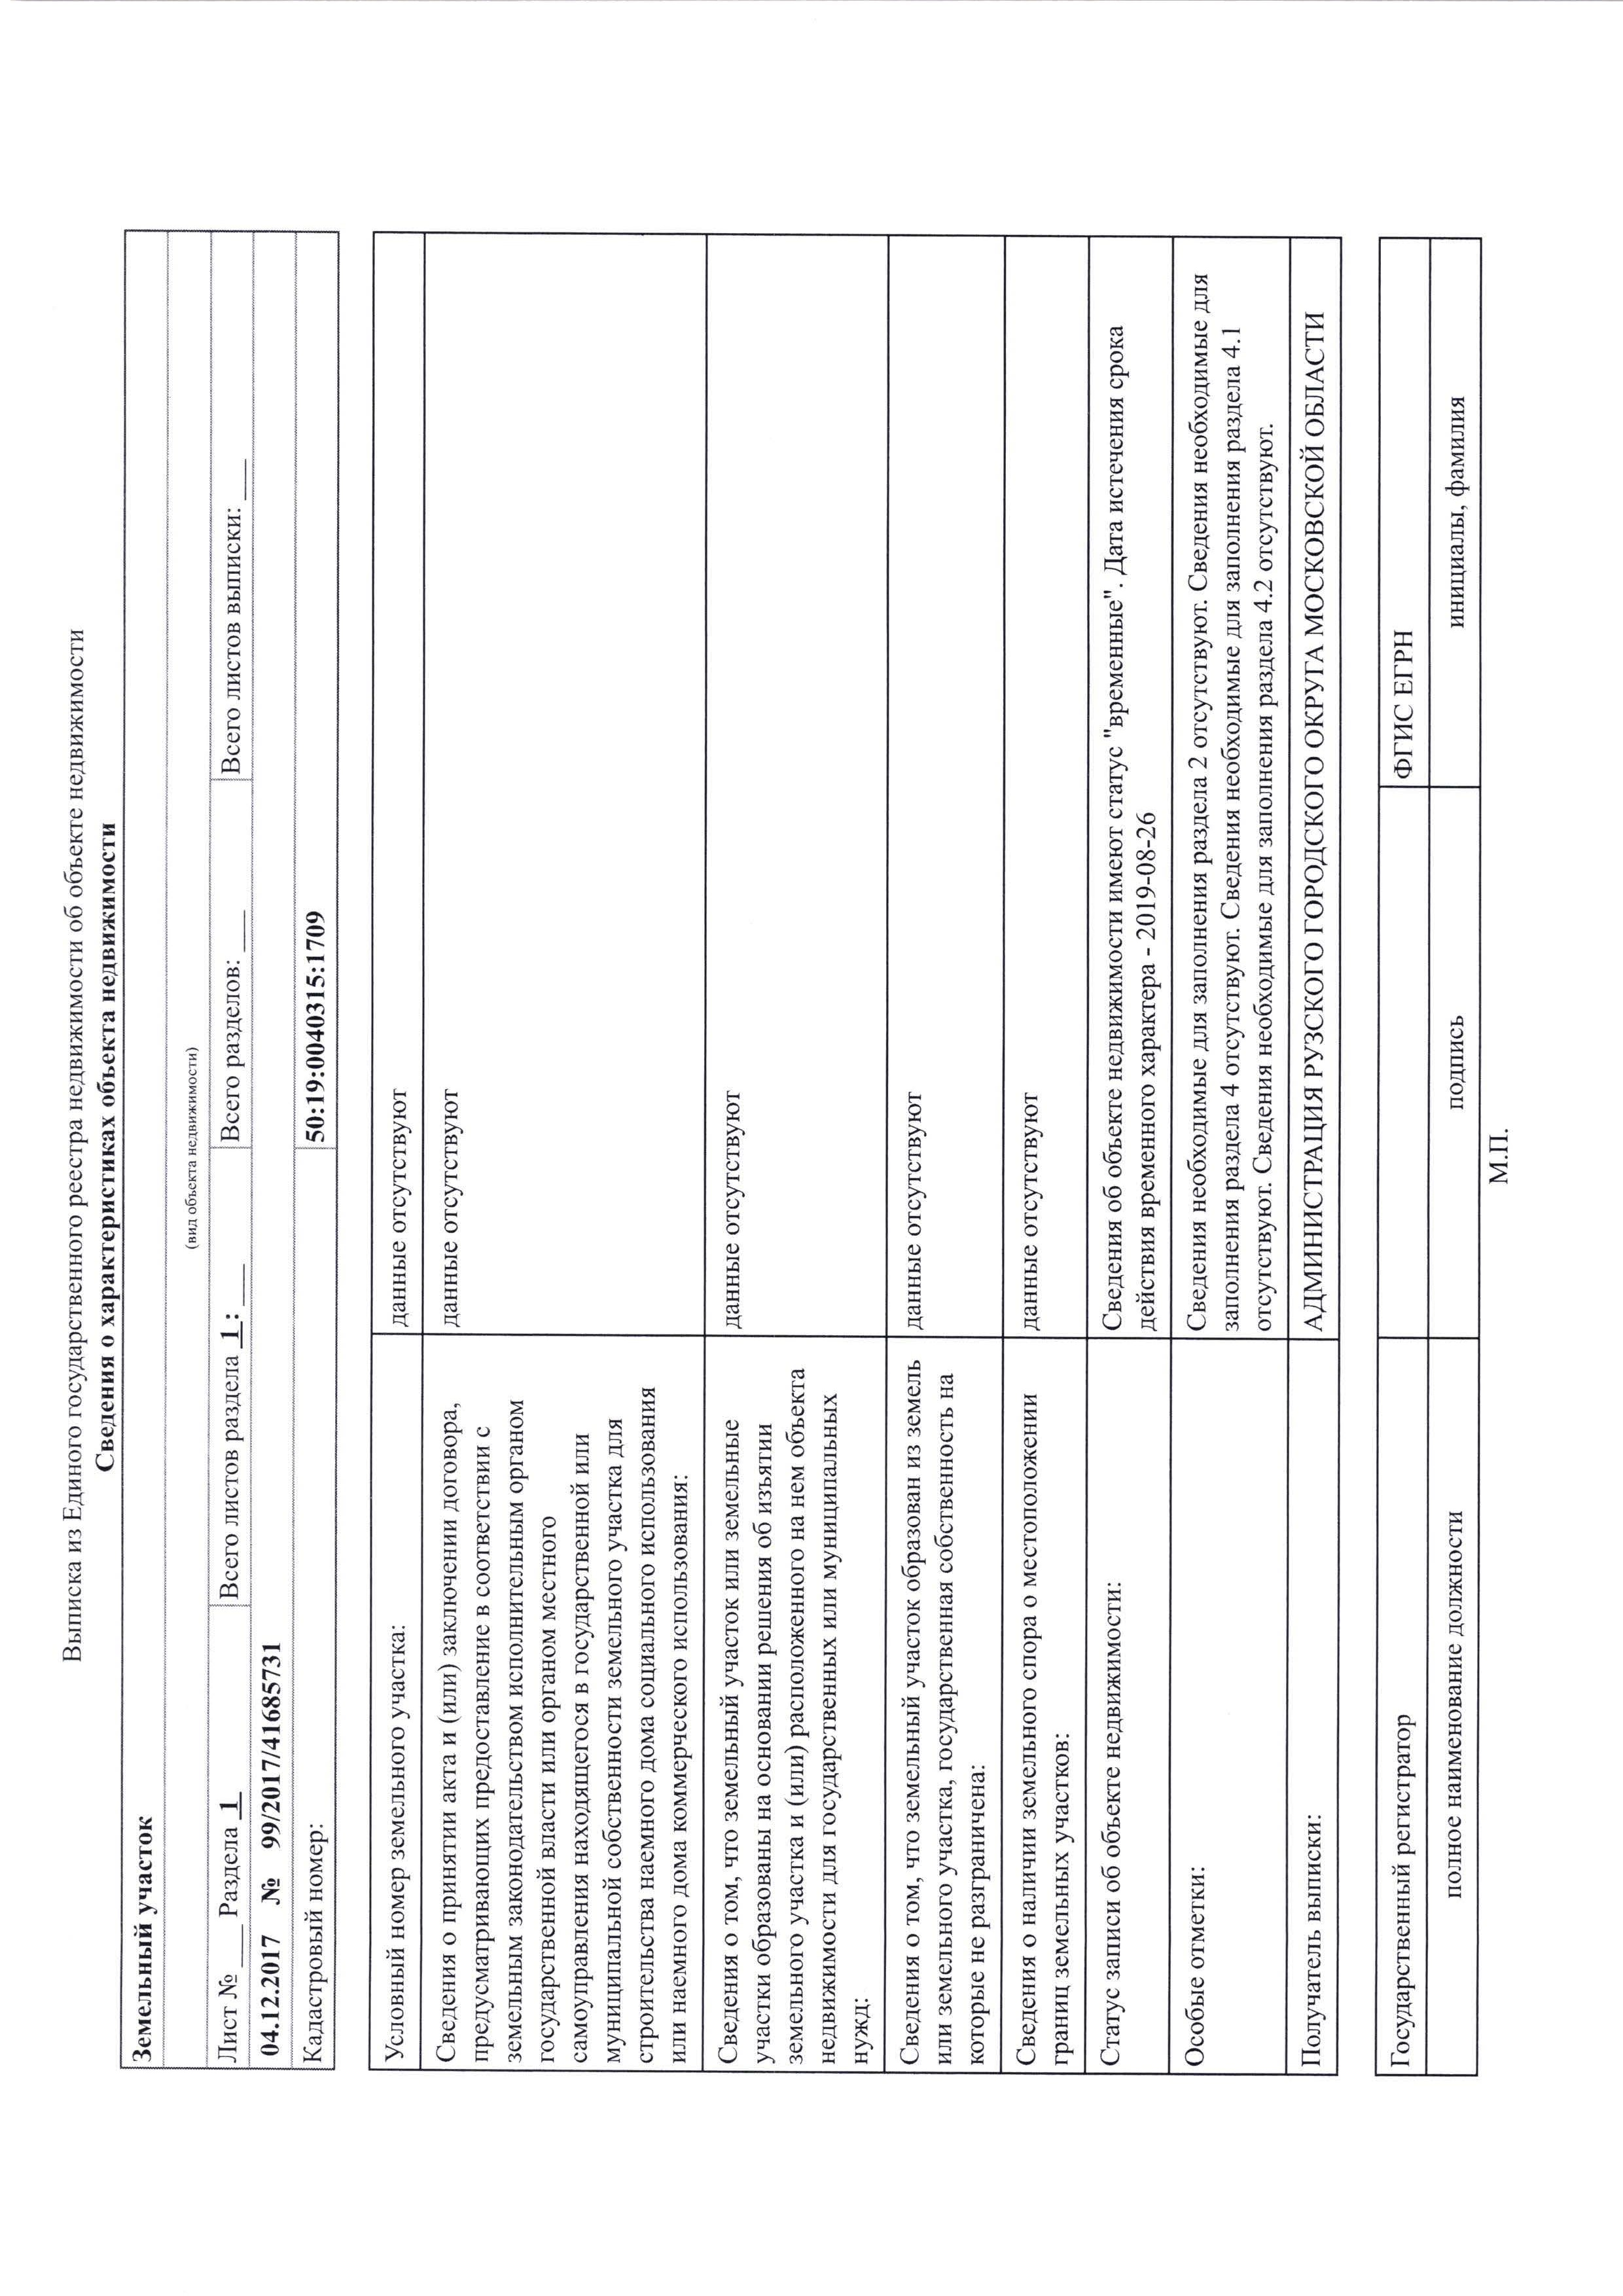 Выписка из Единого государственного реестра недвижимости об объекте недвижимости
Сведения о характеристиках объекта недвижимости
Земельный участок
(вид объекта недвижимости)
Лист № ___ Раздела 1 Всего листов раздела 1 : ___ Всего разделов: ___ Всего листов выписки: ___
04.12.2017 № 99/2017/41685731
Кадастровый номер: 50:19:0040315:1709
Условный номер земельного участка: данные отсутствуют
Сведения о принятии акта и (или) заключении договора, данные отсутствуют
предусматривающих предоставление в соответствии с
земельным законодательством исполнительным органом
государственной власти или органом местного
самоуправления находящегося в государственной или
муниципальной собственности земельного участка для
строительства наемного дома социального использования
или наемного дома коммерческого использования:
Сведения о том, что земельный участок или земельные данные отсутствуют
участки образованы на основании решения об изъятии
земельного участка и (или) расположенного на нем объекта
недвижимости для государственных или муниципальных
нужд:
Сведения о том, что земельный участок образован из земель данные отсутствуют
или земельного участка, государственная собственность на
которые не разграничена:
Сведения о наличии земельного спора о местоположении данные отсутствуют
границ земельных участков:
Статус записи об объекте недвижимости: Сведения об объекте недвижимости имеют статус "временные". Дата истечения срока
действия временного характера - 2019-08-26
Особые отметки: Сведения необходимые для заполнения раздела 2 отсутствуют. Сведения необходимые для
заполнения раздела 4 отсутствуют. Сведения необходимые для заполнения раздела 4.1
отсутствуют. Сведения необходимые для заполнения раздела 4.2 отсутствуют.
Получатель выписки: АДМИНИСТРАЦИЯ РУЗСКОГО ГОРОДСКОГО ОКРУГА МОСКОВСКОЙ ОБЛАСТИ
Государственный регистратор ФГИС ЕГРН
полное наименование должности подпись инициалы, фамилия
М.П.